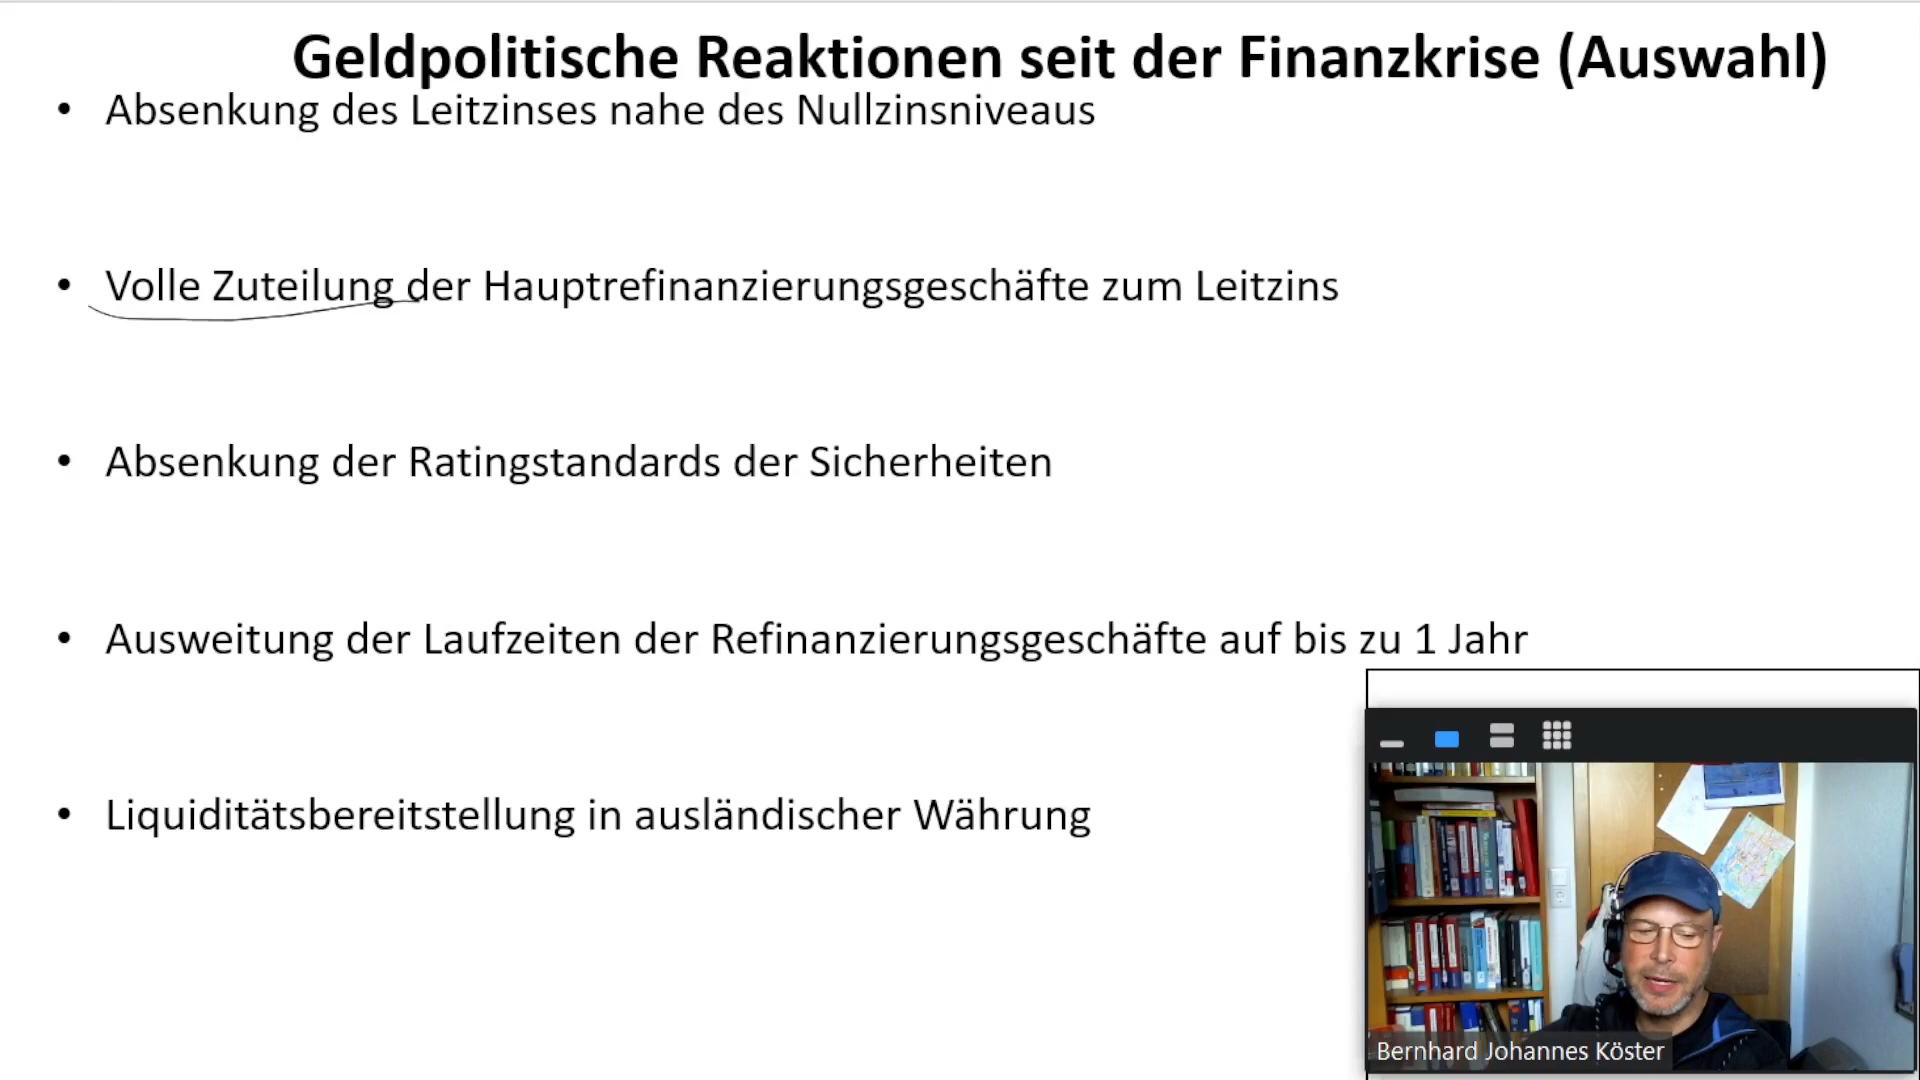 Geldpolitische Reaktionen seit der Finanzkrise (Auswahl)
• Absenkung des Leitzinses nahe des Nullzinsniveaus
• Volle Zuteilung der Hauptrefinanzierungsgeschäfte zum Leitzins
• Absenkung der Ratingstandards der Sicherheiten
• Ausweitung der Laufzeiten der Refinanzierungsgeschäfte auf bis zu 1 Jahr
• Liquiditätsbereitstellung in ausländischer Währung
Bernhard Johannes Köster